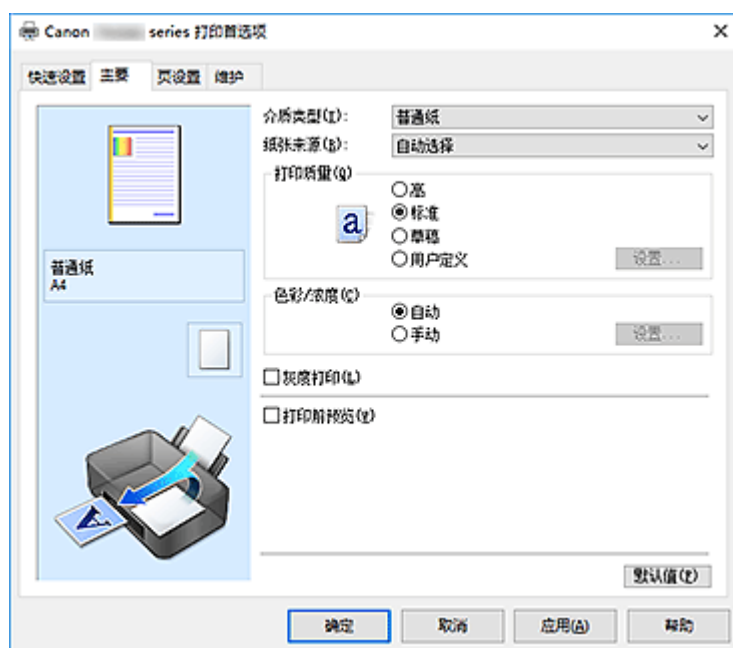 Canon series 打印首选项
快速设置 主要 页设置 维护
介质类型(T): 普通纸
纸张来源(B): 自动选择
打印质量(Q)
高
标准
草稿
用户定义 设置...
a
普通纸
A4
色彩/浓度(C)
自动
手动 设置...
灰度打印(L)
打印前预览(V)
A
默认值(F)
确定 取消 应用(A) 帮助